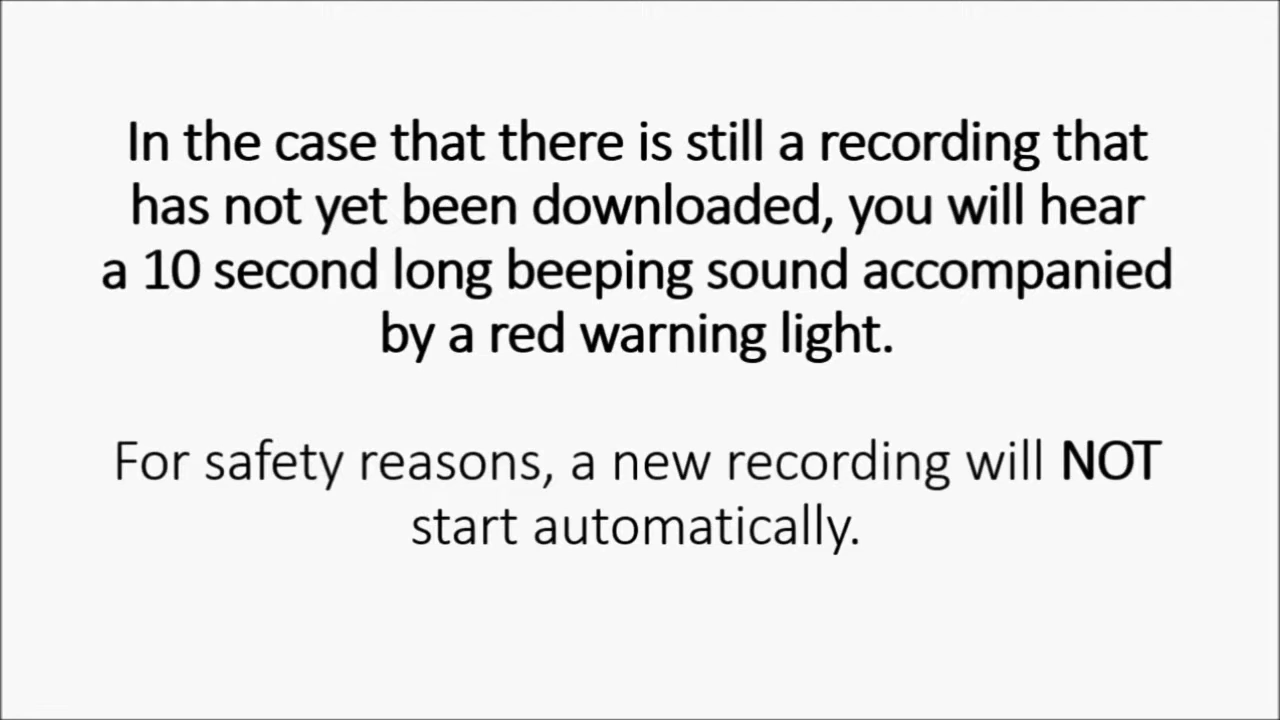 In the case that there is still a recording that
has not yet been downloaded, you will hear
a 10 second long beeping sound accompanied
by a red warning light.
For safety reasons, a new recording will NOT
start automatically.